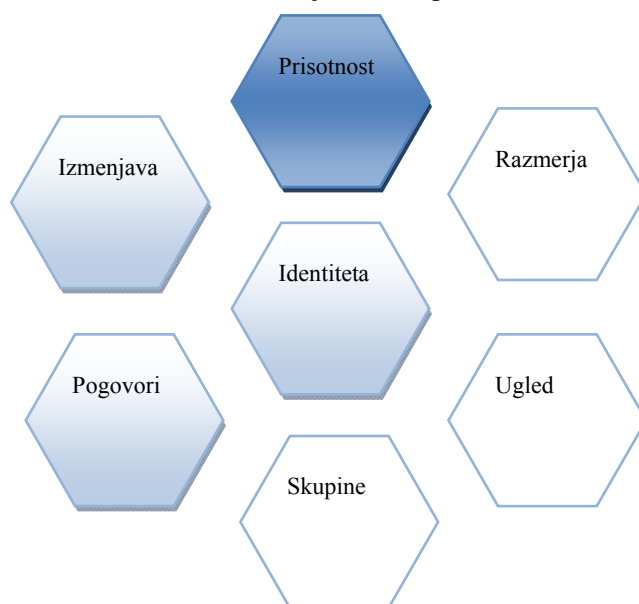 Prisotnost
Izmenjava
Razmerja
Identiteta
Pogovori
Ugled
Skupine